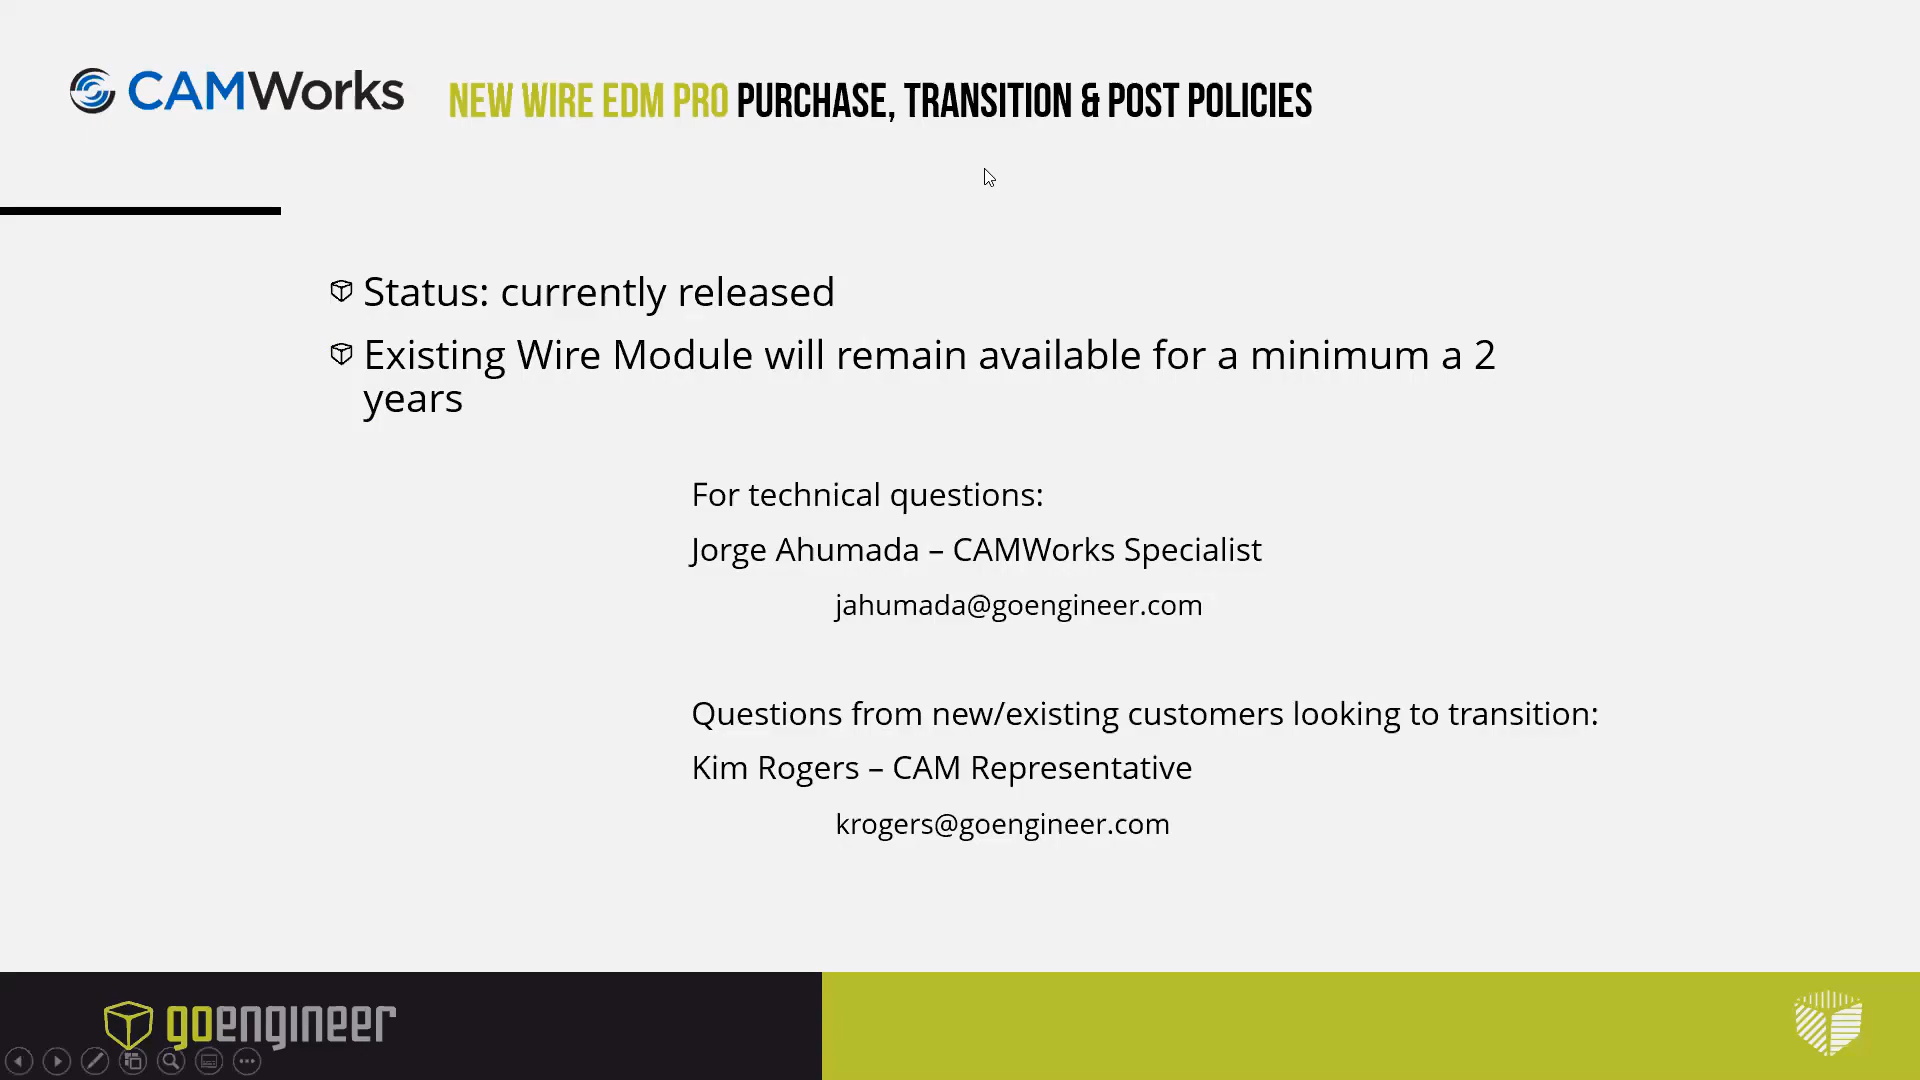 CAMWorks
NEW WIRE EDM PRO PURCHASE, TRANSITION & POST POLICIES
Status: currently released
Existing Wire Module will remain available for a minimum a 2
years
For technical questions:
Jorge Ahumada – CAMWorks Specialist
jahumada@goengineer.com
Questions from new/existing customers looking to transition:
Kim Rogers – CAM Representative
krogers@goengineer.com
goengineer